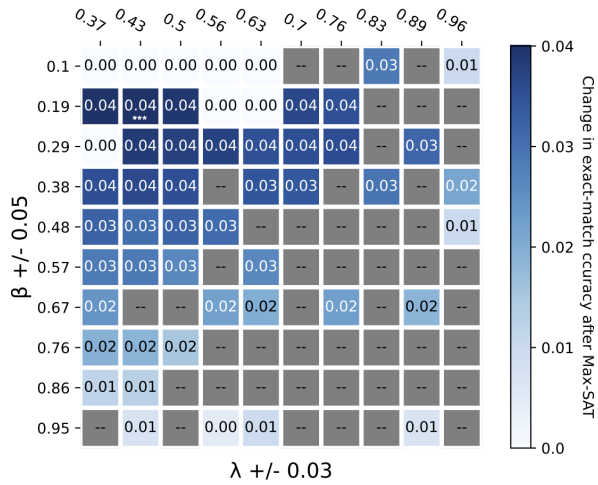 0.37 0.43 0.5 0.56 0.63 0.7 0.76 0.83 0.89 0.96
0.1 0.00 0.00 0.00 0.00 0.00 -- -- 0.03 -- 0.01
0.19 0.04 0.04 0.04 0.00 0.00 0.04 0.04 -- -- --
***
0.29 0.00 0.04 0.04 0.04 0.04 0.04 0.04 -- 0.03 --
0.38 0.04 0.04 0.04 -- 0.03 0.03 -- 0.03 -- 0.02
0.48 0.03 0.03 0.03 0.03 -- -- -- -- -- 0.01
0.57 0.03 0.03 0.03 -- 0.03 -- -- -- -- --
0.67 0.02 -- -- 0.02 0.02 -- 0.02 -- 0.02 --
0.76 0.02 0.02 0.02 -- -- -- -- -- -- --
0.86 0.01 0.01 -- -- -- -- -- -- -- --
0.95 -- 0.01 -- 0.00 0.01 -- -- -- 0.01 --
β +/- 0.05
λ +/- 0.03
0.04
0.03
0.02
0.01
0.0
Change in exact-match ccuracy after Max-SAT